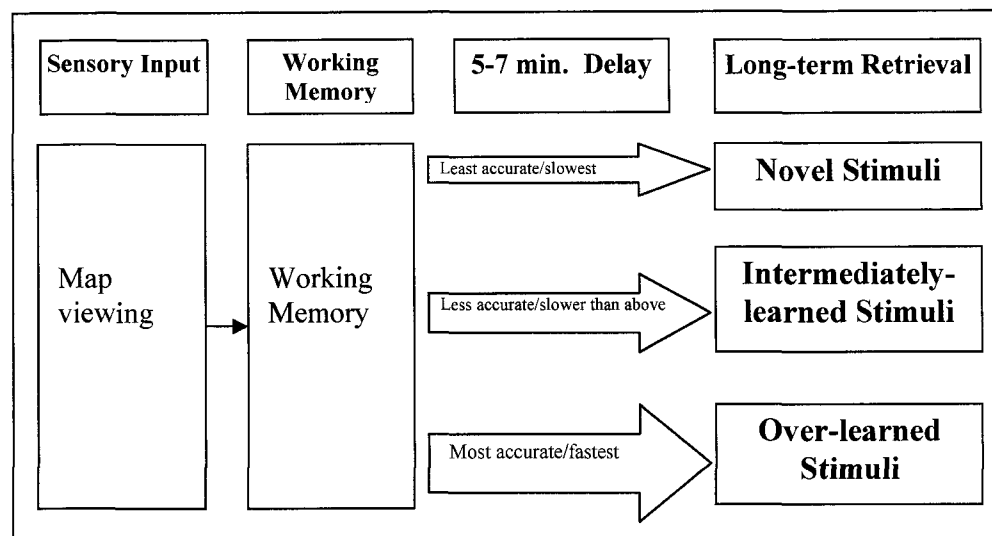 Sensory Input
Working
Memory
5-7 min. Delay
Long-term Retrieval
Map
viewing
Working
Memory
Least accurate/slowest
Novel Stimuli
Less accurate/slower than above
Intermediately-
learned Stimuli
Most accurate/fastest
Over-learned
Stimuli